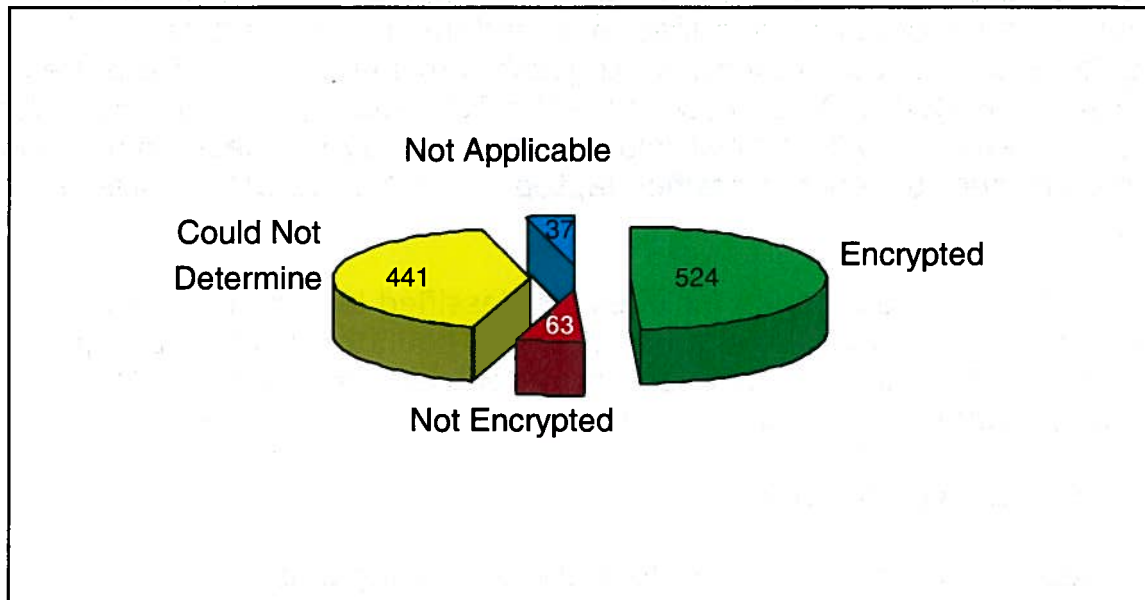 Not Applicable
Could Not
Determine
441
37
63
524
Encrypted
Not Encrypted